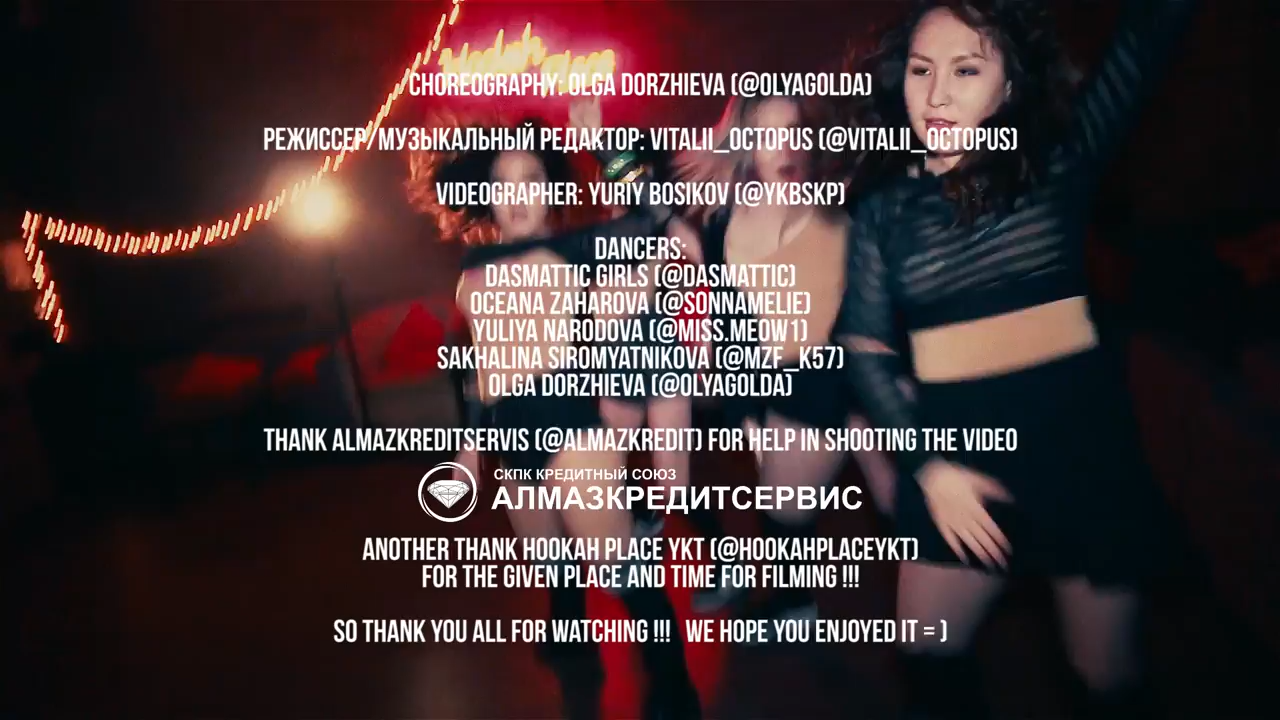 Hookah
Place
CHOREOGRAPHY: OLGA DORZHIEVA (@OLYAGOLDA)
РЕЖИССЕР/МУЗЫКАЛЬНЫЙ РЕДАКТОР: VITALII_OCTOPUS (@VITALII_OCTOPUS)
VIDEOGRAPHER: YURIY BOSIKOV (@YKBSKP)
DANCERS:
DASMATTIC GIRLS (@DASMATTIC)
OCEANA ZAHAROVA (@SONNAMELIE)
YULIYA NARODOVA (@MISS.MEOW1)
SAKHALINA SIROMYATNIKOVA (@MZF_K57)
OLGA DORZHIEVA (@OLYAGOLDA)
THANK ALMAZKREDITSERVIS (@ALMAZKREDIT) FOR HELP IN SHOOTING THE VIDEO
СКПК КРЕДИТНЫЙ СОЮЗ
АЛМАЗКРЕДИТСЕРВИС
ANOTHER THANK HOOKAH PLACE YKT (@HOOKAHPLACEYKT)
FOR THE GIVEN PLACE AND TIME FOR FILMING !!!
SO THANK YOU ALL FOR WATCHING !!! WE HOPE YOU ENJOYED IT = )